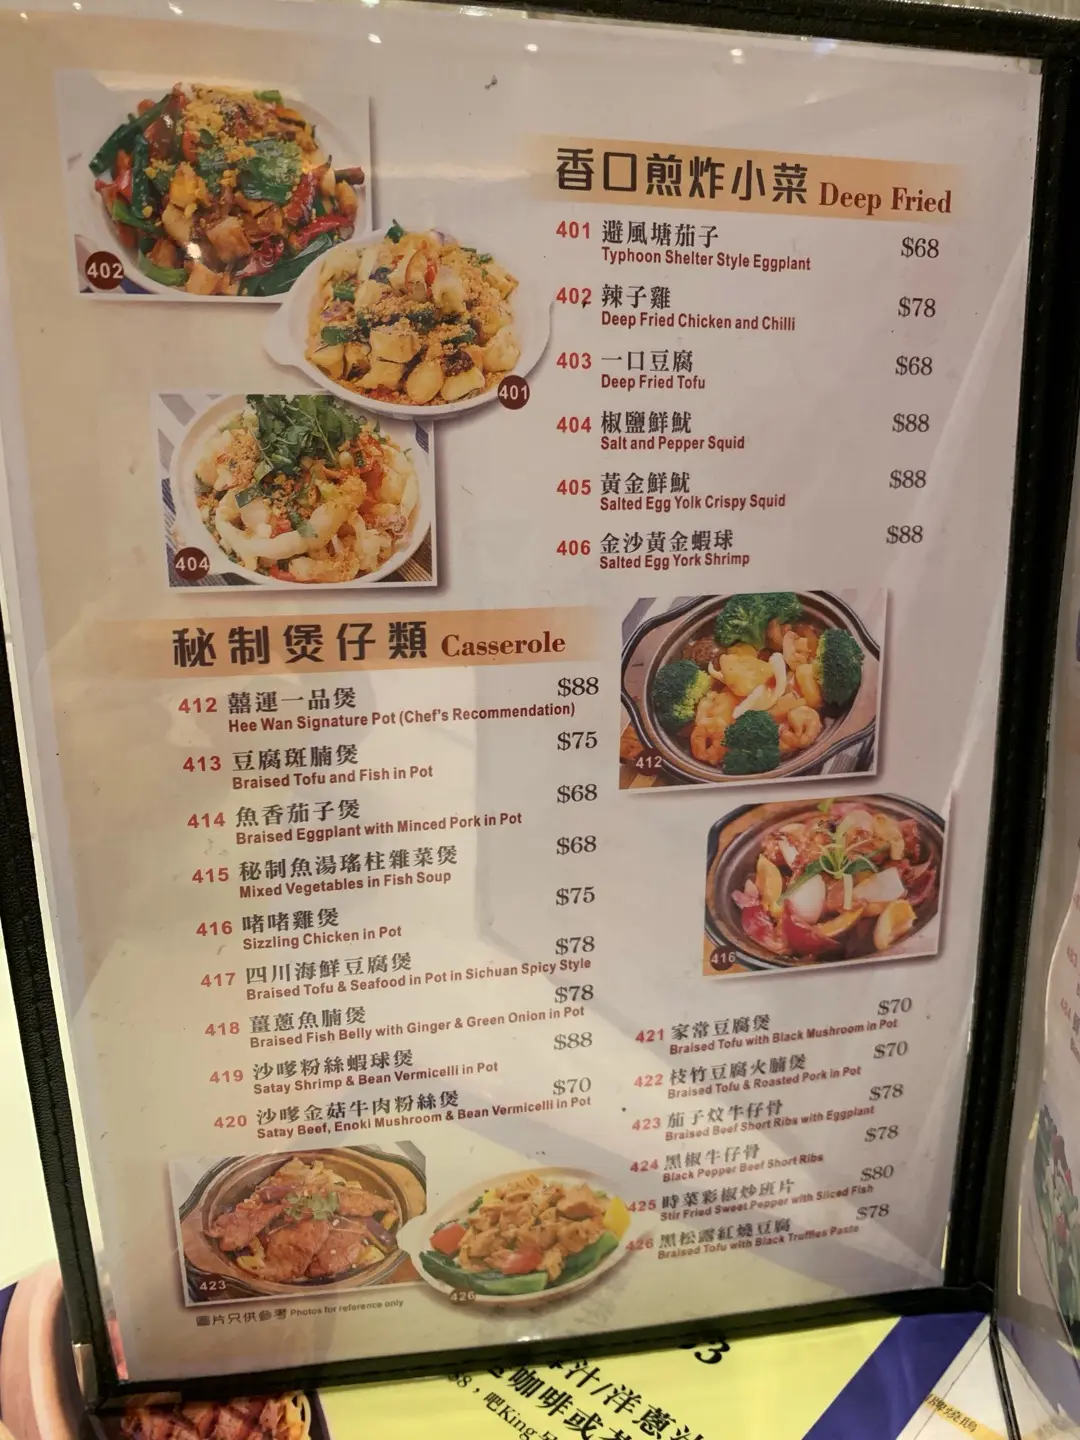 香口煎炸小菜 Deep Fried
401 避風塘茄子 $68
Typhoon Shelter Style Eggplant
402 辣子雞 $78
Deep Fried Chicken and Chilli
403 一口豆腐 $68
Deep Fried Tofu
404 椒鹽鮮魷 $88
Salt and Pepper Squid
405 黃金鮮魷 $88
Salted Egg Yolk Crispy Squid
406 金沙黃金蝦球 $88
Salted Egg York Shrimp
402
401
404
秘制煲仔類 Casserole
412 囍運一品煲 $88
Hee Wan Signature Pot (Chef's Recommendation)
413 豆腐斑腩煲 $75
Braised Tofu and Fish in Pot
414 魚香茄子煲 $68
Braised Eggplant with Minced Pork in Pot
415 秘制魚湯瑤柱雜菜煲 $68
Mixed Vegetables in Fish Soup
416 啫啫雞煲 $75
Sizzling Chicken in Pot
417 四川海鮮豆腐煲 $78
Braised Tofu & Seafood in Pot in Sichuan Spicy Style
418 薑蔥魚腩煲 $78
Braised Fish Belly with Ginger & Green Onion in Pot
419 沙嗲粉絲蝦球煲 $88
Satay Shrimp & Bean Vermicelli in Pot
420 沙嗲金菇牛肉粉絲煲 $70
Satay Beef, Enoki Mushroom & Bean Vermicelli in Pot
412
416
421 家常豆腐煲 $70
Braised Tofu with Black Mushroom in Pot
422 枝竹豆腐火腩煲 $70
Braised Tofu & Roasted Pork in Pot
423 茄子炆牛仔骨 $78
Braised Beef Short Ribs with Eggplant
424 黑椒牛仔骨 $78
Black Pepper Beef Short Ribs
425 時菜彩椒炒班片 $80
Stir Fried Sweet Pepper with Sliced Fish
426 黑松露紅燒豆腐 $78
Braised Tofu with Black Truffles Paste
423
426
圖片只供參考 Photos for reference only
汁/洋蔥汁
咖啡或
吧King